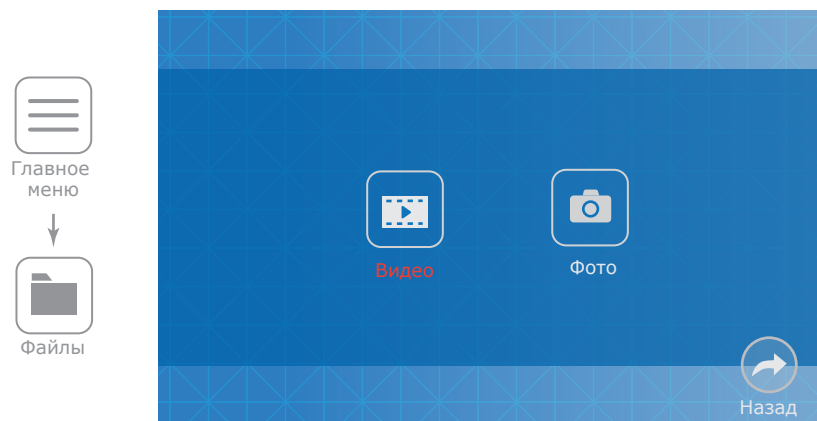 Главное
меню
Файлы
Видео
Фото
Назад